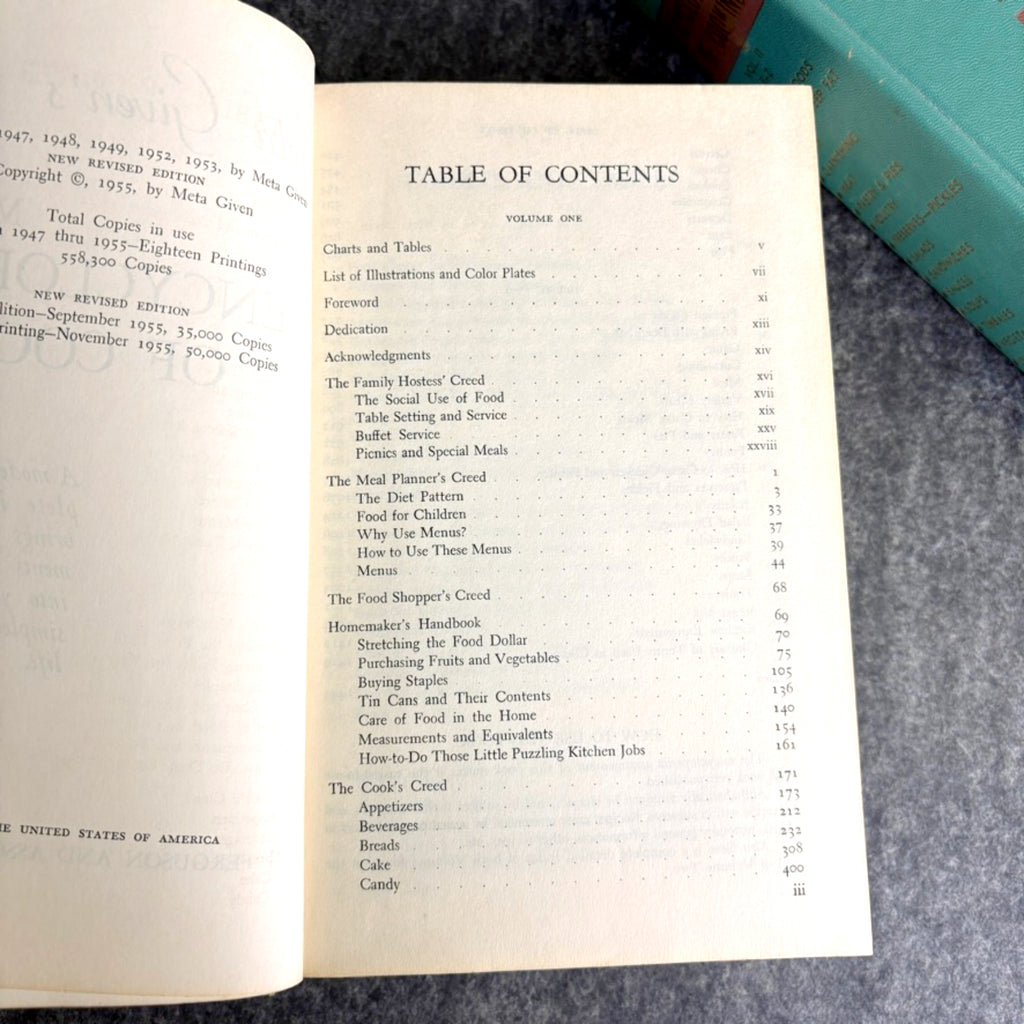 1947, 1948, 1949, 1952, 1953, by Meta Given
NEW REVISED EDITION
Copyright ©, 1955, by Meta Given
Total Copies in use
1947 thru 1955—Eighteen Printings
558,300 Copies
NEW REVISED EDITION
dition—September 1955, 35,000 Copies
rinting—November 1955, 50,000 Copies
E UNITED STATES OF AMERICA
TABLE OF CONTENTS
VOLUME ONE
Charts and Tables . . . . . . . . . . v
List of Illustrations and Color Plates . . . . . . . vii
Foreword . . . . . . . . . . . xi
Dedication . . . . . . . . . . . xiii
Acknowledgments . . . . . . . . . . xiv
The Family Hostess' Creed . . . . . . . . xvi
The Social Use of Food . . . . . . . . xvii
Table Setting and Service . . . . . . . . xix
Buffet Service . . . . . . . . . xxv
Picnics and Special Meals . . . . . . . xxviii
The Meal Planner's Creed . . . . . . . . 1
The Diet Pattern . . . . . . . . . 3
Food for Children . . . . . . . . . 33
Why Use Menus? . . . . . . . . . 37
How to Use These Menus . . . . . . . . 39
Menus . . . . . . . . . . 44
The Food Shopper's Creed . . . . . . . . 68
Homemaker's Handbook . . . . . . . . 69
Stretching the Food Dollar . . . . . . . 70
Purchasing Fruits and Vegetables . . . . . . 75
Buying Staples . . . . . . . . . 105
Tin Cans and Their Contents . . . . . . . 136
Care of Food in the Home . . . . . . . 140
Measurements and Equivalents . . . . . . 154
How-to-Do Those Little Puzzling Kitchen Jobs . . . . 161
The Cook's Creed . . . . . . . . . 171
Appetizers . . . . . . . . . . 173
Beverages . . . . . . . . . . 212
Breads . . . . . . . . . . 232
Cake . . . . . . . . . . . 308
Candy . . . . . . . . . . 400
iii
VOL. II
FAT
SANDWICHES